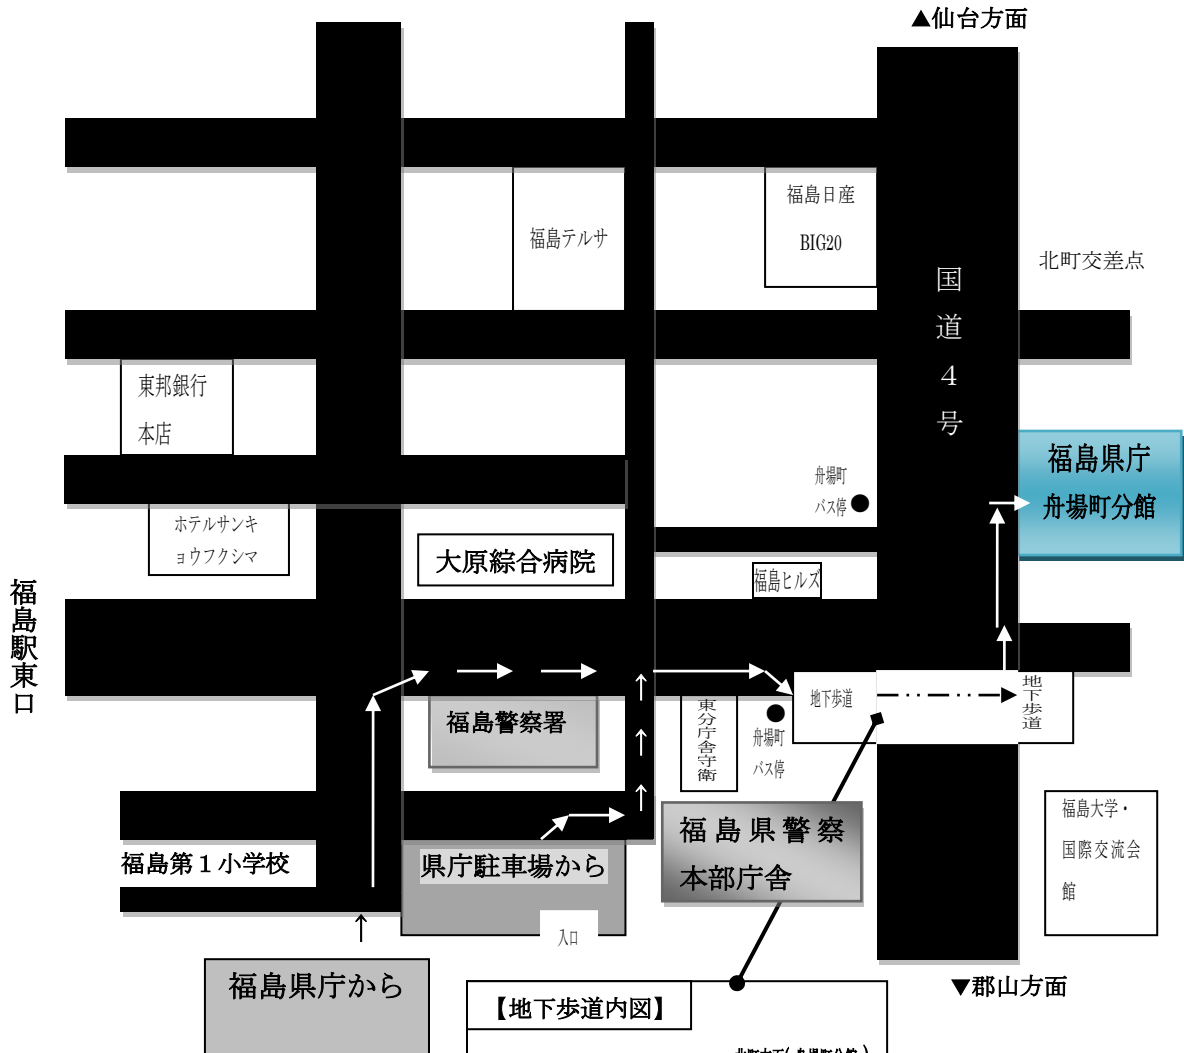 ▲仙台方面
福島日産
BIG20
福島テルサ
北町交差点
国道４号
東邦銀行
本店
福島県庁
舟場町分館
舟場町
バス停
ホテルサンキ
ョウフクシマ
大原綜合病院
福島ヒルズ
福島駅東口
地下歩道
地下歩道
福島警察署
東分庁舎守衛
舟場町
バス停
福島大学・
国際交流会
館
福島県警察
本部庁舎
福島第１小学校
県庁駐車場から
入口
福島県庁から
▼郡山方面
【地下歩道内図】